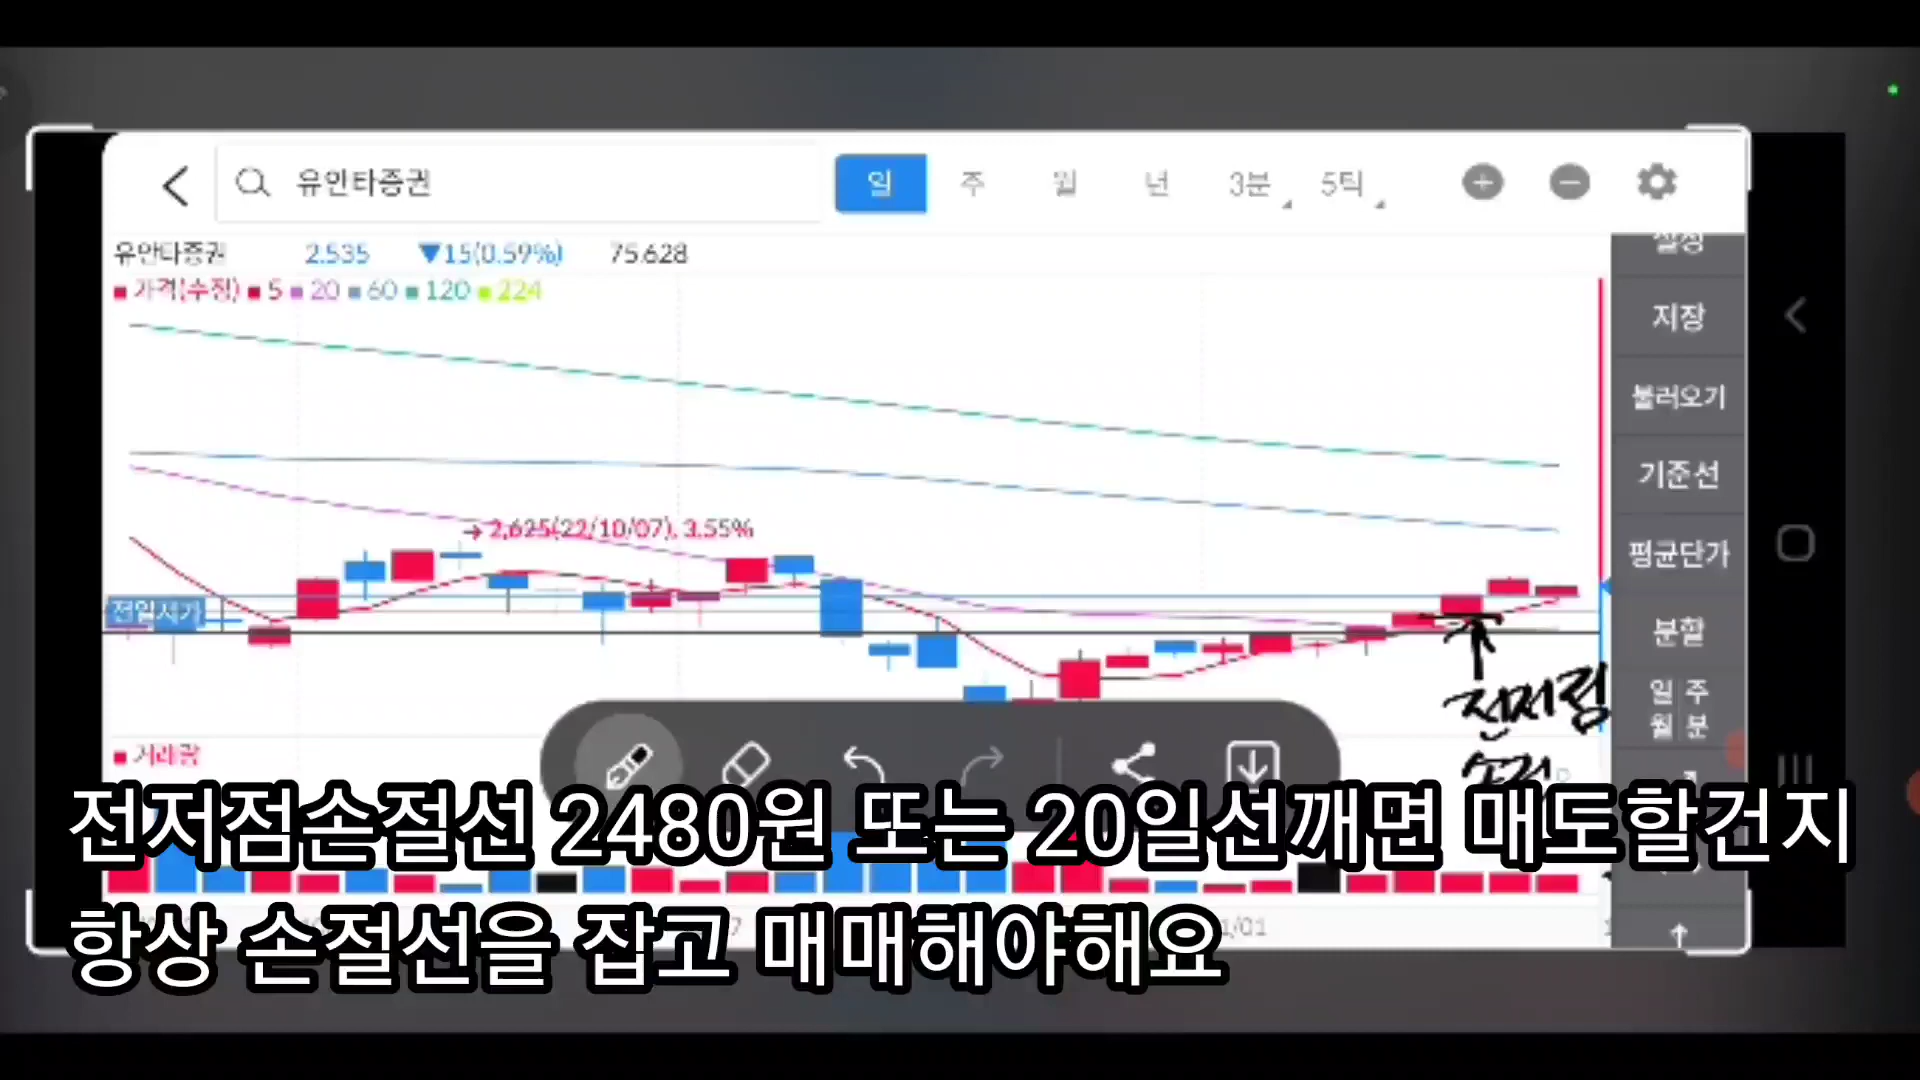 유안타증권
일 주 월 년 3분 5틱
유안타증권 2.535 ▼15(0.59%) 75.628
가격(수정) 5 20 60 120 224
저장
불러오기
기준선
평균단가
분할
일 주
월 분
2,625(22/10/07), 3.55%
전일저가
전저점
거래량
전저점손절선 2480원 또는 20일선깨면 매도할건지
항상 손절선을 잡고 매매해야해요